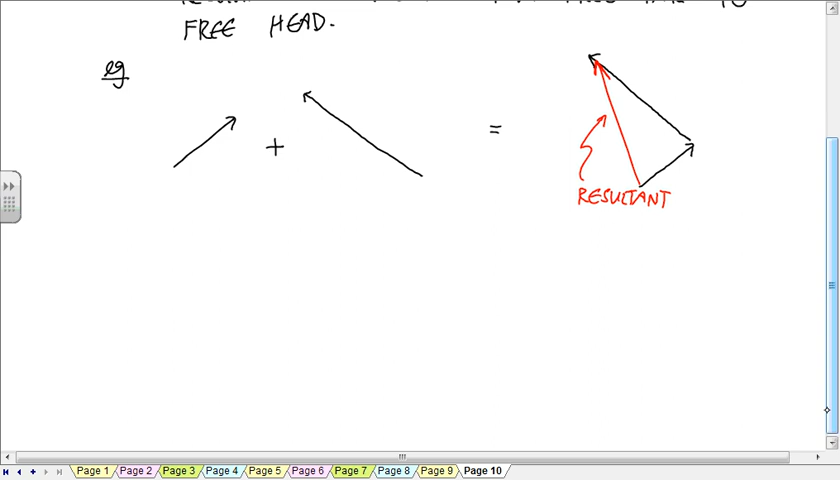 FREE HEAD.
eg
+ =
RESULTANT
Page 1 Page 2 Page 3 Page 4 Page 5 Page 6 Page 7 Page 8 Page 9 Page 10